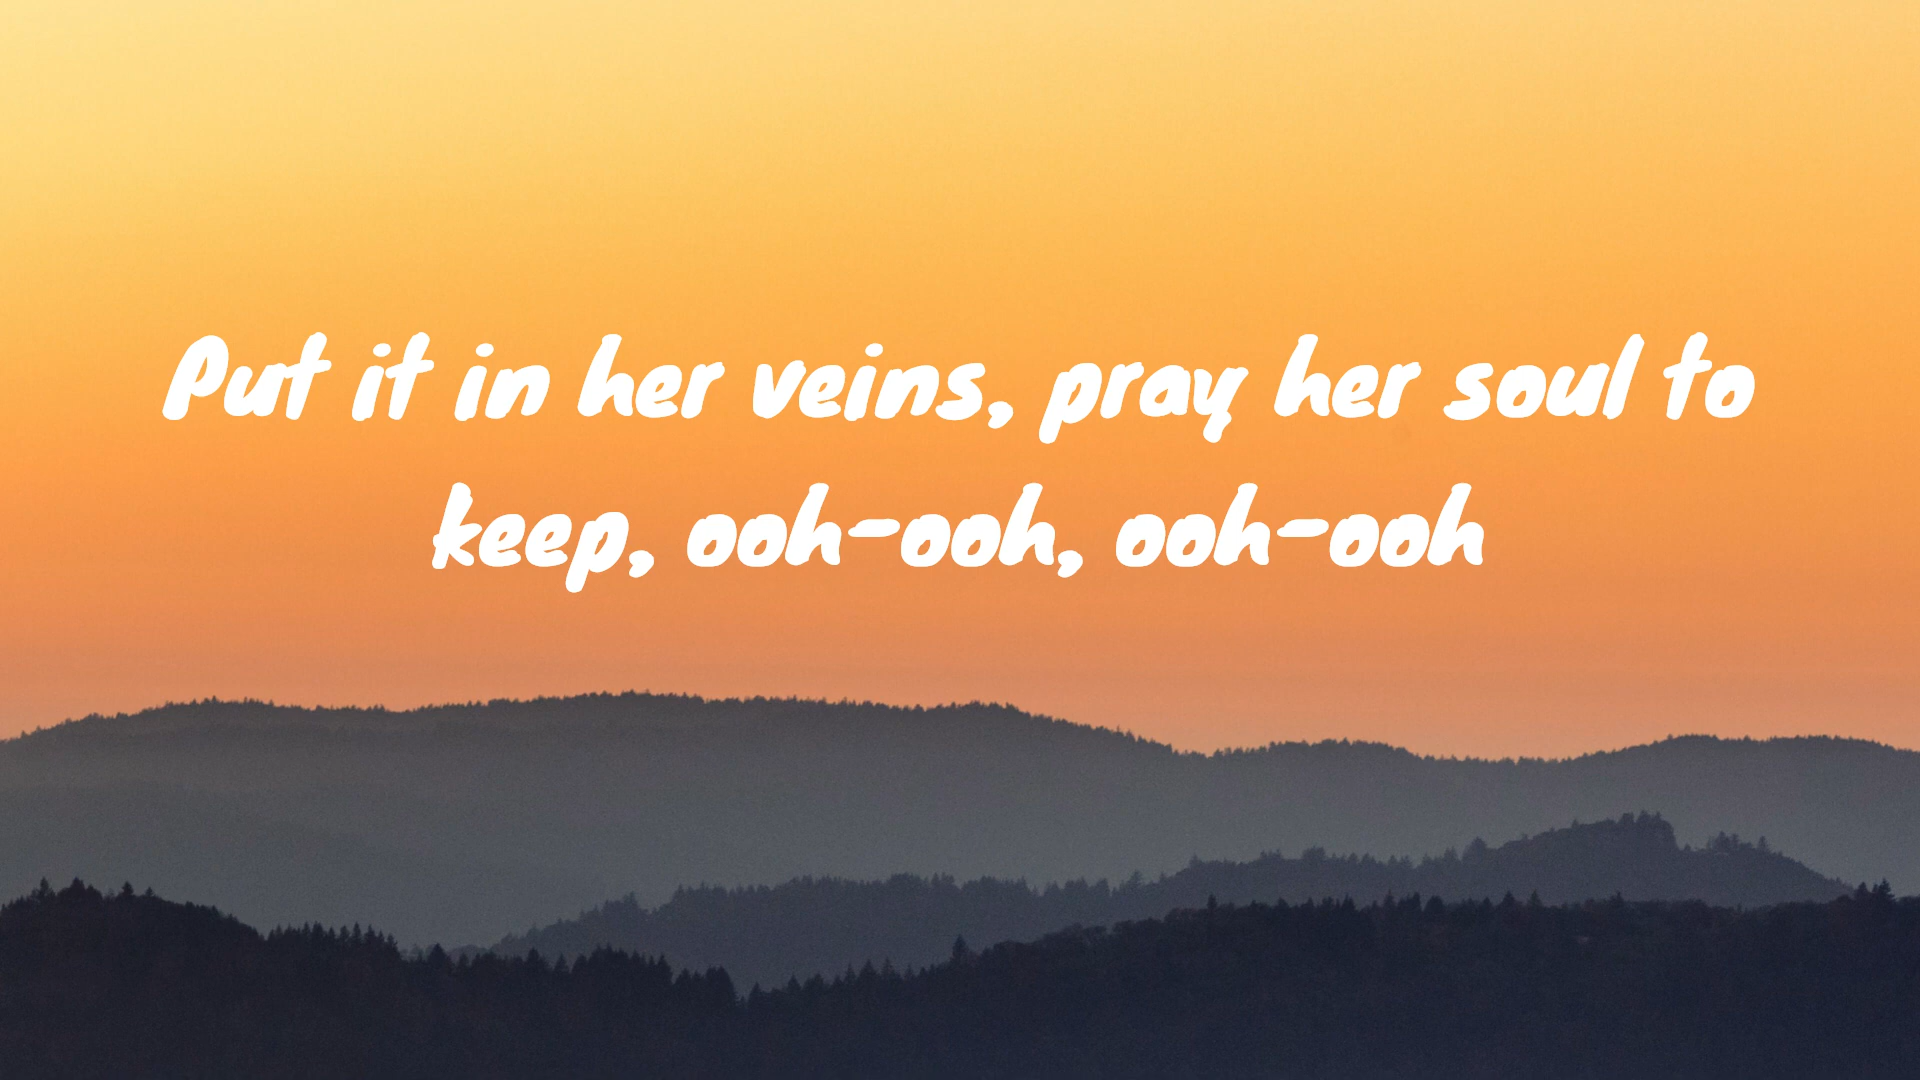 Put it in her veins, pray her soul to
keep, ooh-ooh, ooh-ooh